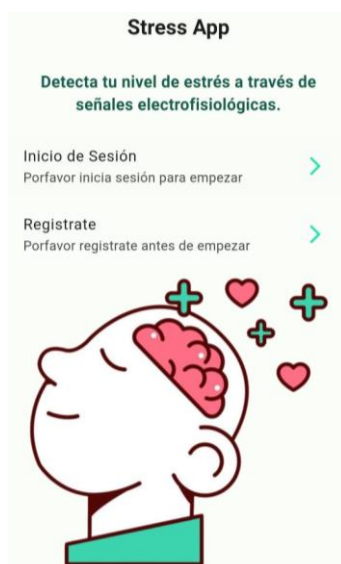 Stress App
Detecta tu nivel de estrés a través de
señales electrofisiológicas.
Inicio de Sesión
Porfavor inicia sesión para empezar
Registrate
Porfavor registrate antes de empezar